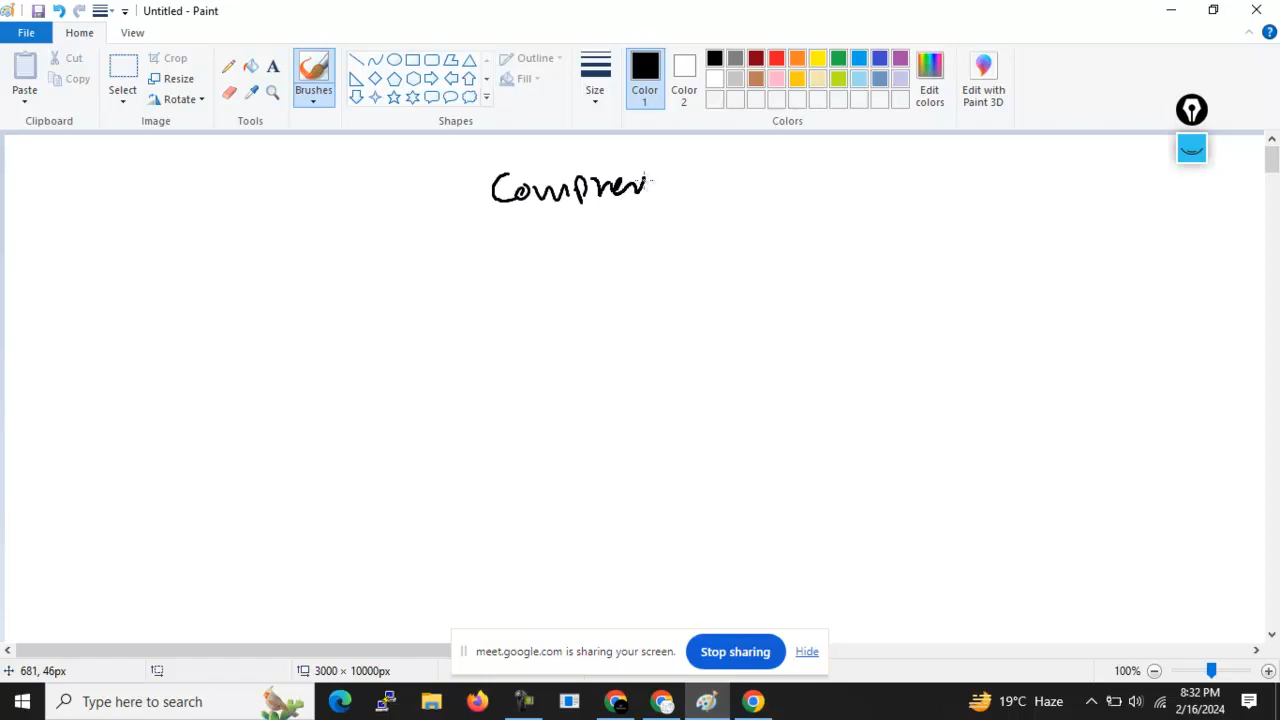 Untitled - Paint
File Home View
Paste Cut Copy Clipboard
Select Crop Resize Rotate Image
A Tools
Brushes
Shapes Outline Fill
Size
Color 1 Color 2 Edit colors Edit with Paint 3D Colors
Compren
meet.google.com is sharing your screen. Stop sharing Hide
681, 46px 3000 × 10000px 100%
Type here to search 19°C Haze 8:32 PM
2/16/2024